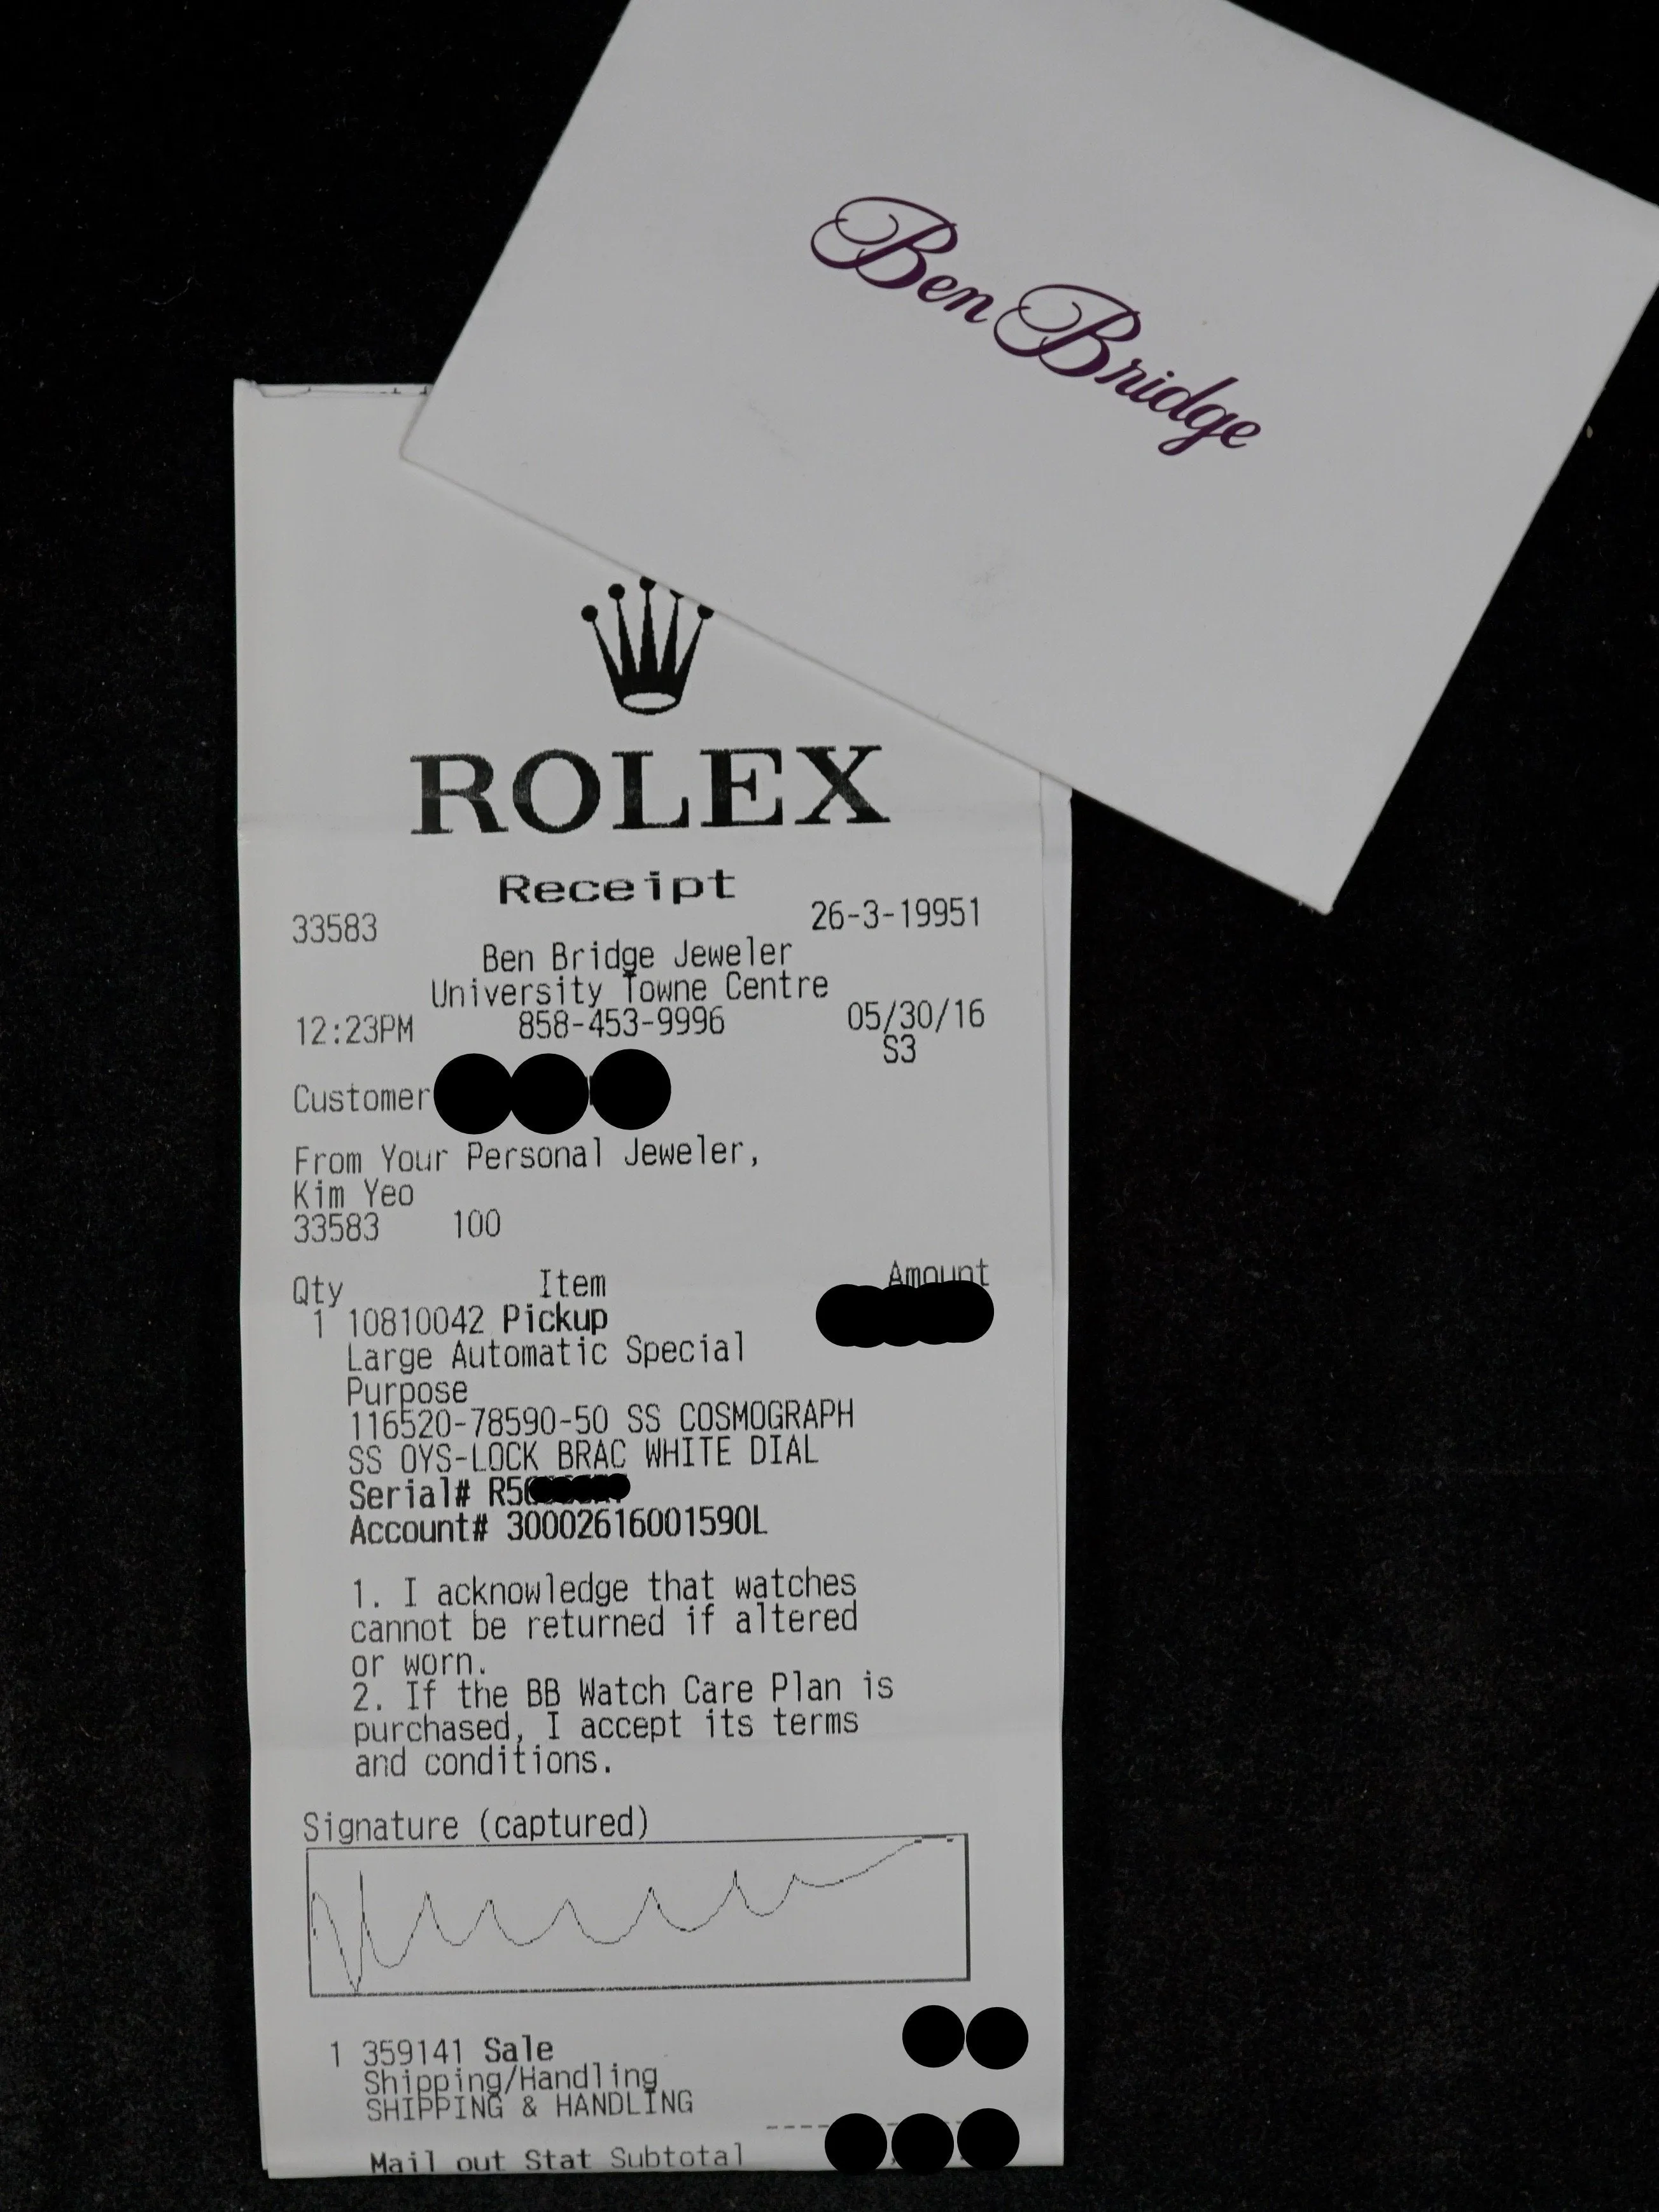 Ben Bridge
ROLEX
Receipt
33583 26-3-19951
Ben Bridge Jeweler
University Towne Centre
12:23PM 858-453-9996 05/30/16
S3
Customer
From Your Personal Jeweler,
Kim Yeo
33583 100
Qty Item Amount
1 10810042 Pickup
Large Automatic Special
Purpose
116520-78590-50 SS COSMOGRAPH
SS OYS-LOCK BRAC WHITE DIAL
Serial# R5
Account# 30002616001590L
1. I acknowledge that watches
cannot be returned if altered
or worn.
2. If the BB Watch Care Plan is
purchased, I accept its terms
and conditions.
Signature (captured)
1 359141 Sale
Shipping/Handling
SHIPPING & HANDLING
Mail out Stat Subtotal